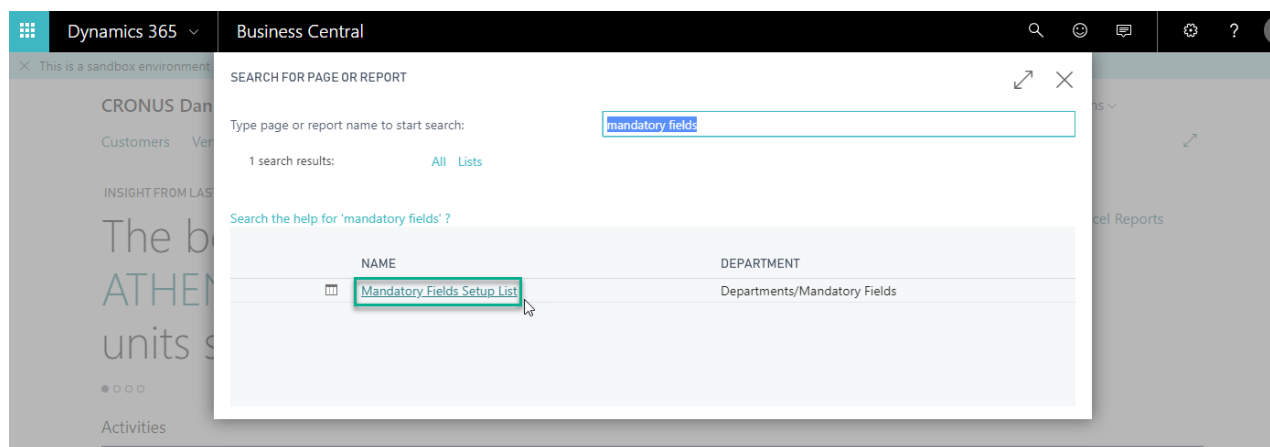 Dynamics 365 Business Central ?
This is a sandbox environment
SEARCH FOR PAGE OR REPORT
CRONUS Dan
Type page or report name to start search: mandatory fields
Customers Ver
1 search results: All Lists
INSIGHT FROM LAS
Search the help for 'mandatory fields' ?
cel Reports
The b
NAME DEPARTMENT
ATHEN
Mandatory Fields Setup List Departments/Mandatory Fields
units s
Activities